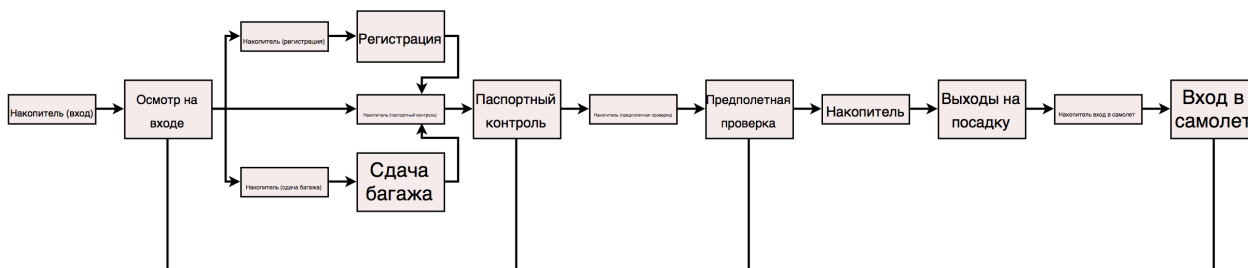 Накопитель (вход)
Осмотр на
входе
Накопитель (регистрация)
Регистрация
Накопитель (паспортный контроль)
Накопитель (сдача багажа)
Сдача
багажа
Паспортный
контроль
Накопитель (предполетная проверка)
Предполетная
проверка
Накопитель
Выходы на
посадку
Накопитель вход в самолет
Вход в
самолет